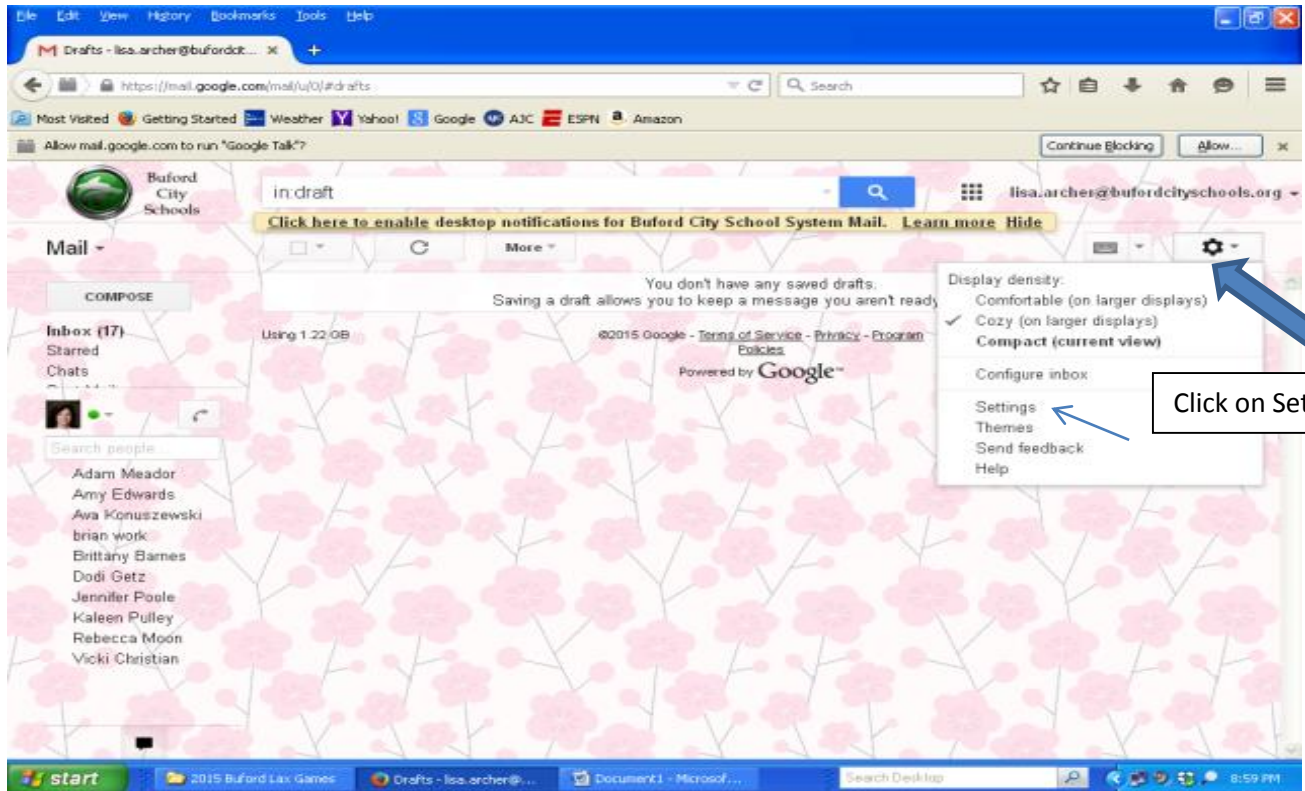 File Edit View History Bookmarks Tools Help
Drafts - lisa.archer@bufordcit...
https://mail.google.com/mail/u/0/#drafts
Search
Most Visited Getting Started Weather Yahoo! Google AJC ESPN Amazon
Allow mail.google.com to run "Google Talk"?
Continue Blocking Allow...
Buford
City
Schools
in:draft
lisa.archer@bufordcityschools.org
Click here to enable desktop notifications for Buford City School System Mail. Learn more Hide
Mail
More
COMPOSE
You don't have any saved drafts.
Saving a draft allows you to keep a message you aren't ready
Display density:
Comfortable (on larger displays)
Cozy (on larger displays)
Compact (current view)
Configure inbox
Settings
Themes
Send feedback
Help
Click on Set
Inbox (17)
Starred
Chats
Using 1.22 GB
©2015 Google - Terms of Service - Privacy - Program
Policies
Powered by Google™
Search people...
Adam Meador
Amy Edwards
Ava Konuszewski
brian work
Brittany Barnes
Dodi Getz
Jennifer Poole
Kaleen Pulley
Rebecca Moon
Vicki Christian
start
2015 Buford Lax Games
Drafts - lisa.archer@...
Document1 - Microsof...
Search Desktop
8:59 PM